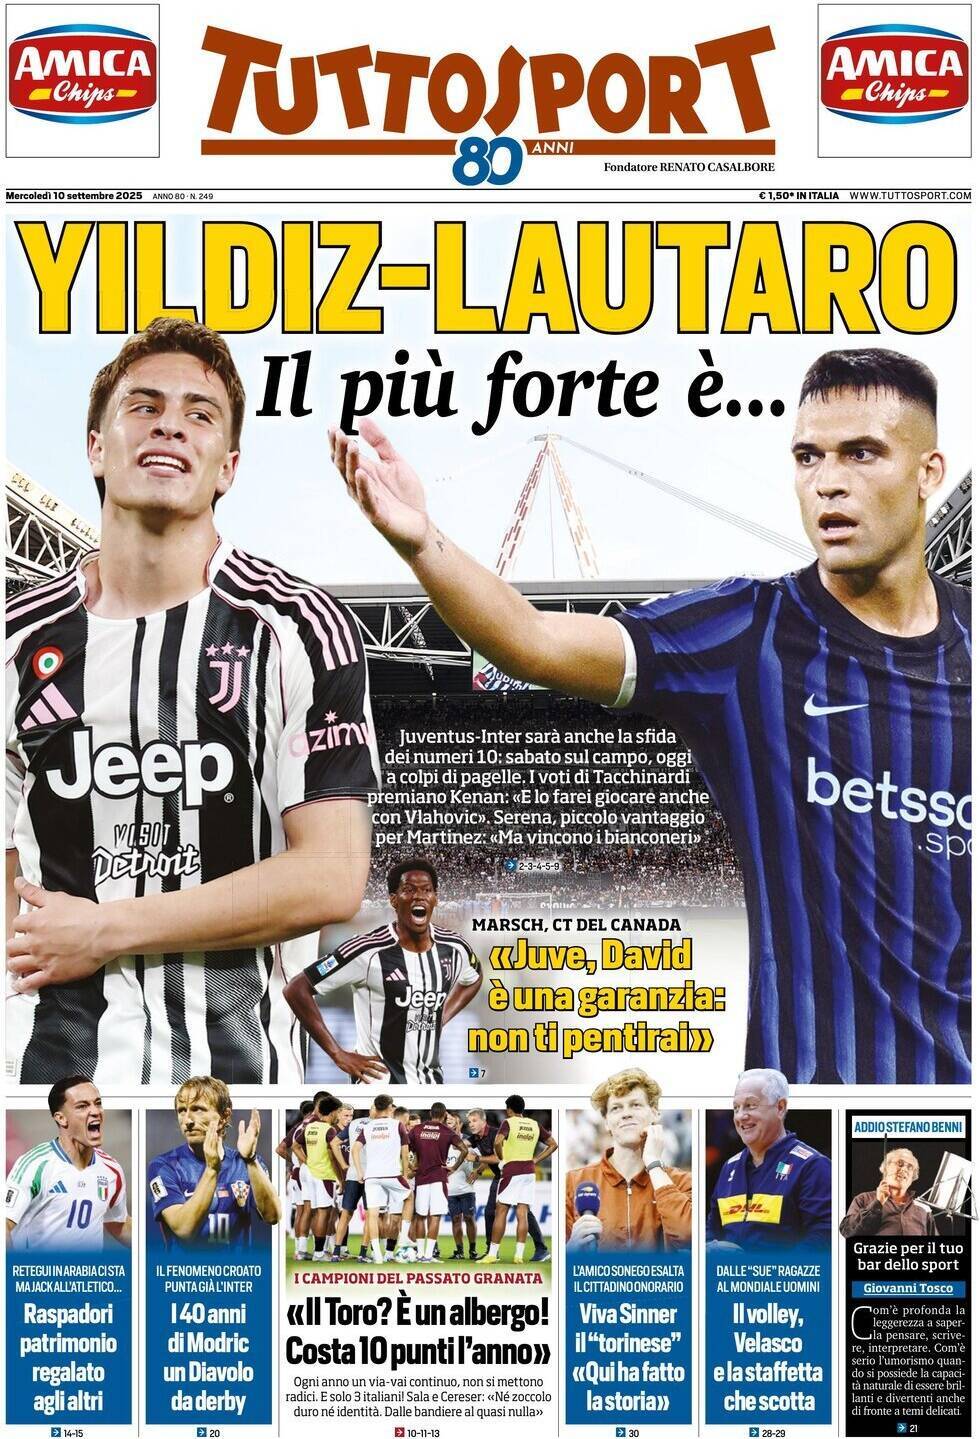 AMICA
Chips
TUTTOSPORT
80 ANNI
Fondatore RENATO CASALBORE
AMICA
Chips
Mercoledì 10 settembre 2025 ANNO 80 - N. 249
€ 1,50* IN ITALIA WWW.TUTTOSPORT.COM
YILDIZ-LAUTARO
Il più forte è...
Jeep
VISIT
Detroit
azimu
betsso
.spo
Juventus-Inter sarà anche la sfida
dei numeri 10: sabato sul campo, oggi
a colpi di pagelle. I voti di Tacchinardi
premiano Kenan: «E lo farei giocare anche
con Vlahovic». Serena, piccolo vantaggio
per Martinez: «Ma vincono i bianconeri»
2-3-4-5-9
Jeep
MARSCH, CT DEL CANADA
«Juve, David
è una garanzia:
non ti pentirai»
7
10
RETEGUI IN ARABIA CI STA
MA JACK ALL'ATLETICO...
Raspadori
patrimonio
regalato
agli altri
14-15
10
IL FENOMENO CROATO
PUNTA GIÀ L'INTER
I 40 anni
di Modric
un Diavolo
da derby
20
I CAMPIONI DEL PASSATO GRANATA
«Il Toro? È un albergo!
Costa 10 punti l'anno»
Ogni anno un via-vai continuo, non si mettono
radici. E solo 3 italiani! Sala e Cereser: «Né zoccolo
duro né identità. Dalle bandiere al quasi nulla»
10-11-13
L'AMICO SONEGO ESALTA
IL CITTADINO ONORARIO
Viva Sinner
il "torinese"
«Qui ha fatto
la storia»
30
DHL
ITA
DALLE "SUE" RAGAZZE
AL MONDIALE UOMINI
Il volley,
Velasco
e la staffetta
che scotta
28-29
ADDIO STEFANO BENNI
Grazie per il tuo
bar dello sport
Giovanni Tosco
Com'è profonda la
leggerezza a saper-
la pensare, scrive-
re, interpretare. Com'è
serio l'umorismo quan-
do si possiede la capaci-
tà naturale di essere bril-
lanti e divertenti anche
di fronte a temi delicati.
21